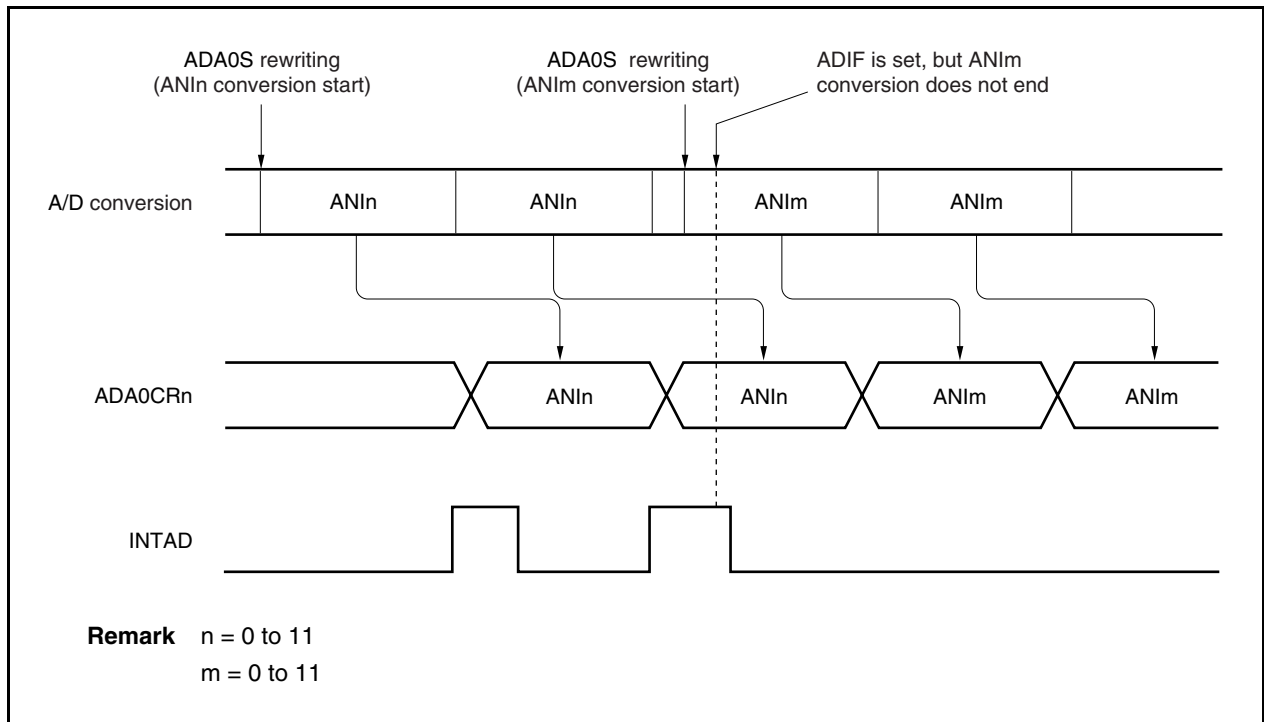 ADA0S rewriting
(ANIn conversion start)
ADA0S rewriting
(ANIm conversion start)
ADIF is set, but ANIm
conversion does not end
A/D conversion
ANIn
ANIn
ANIm
ANIm
ADA0CRn
ANIn
ANIn
ANIm
ANIm
INTAD
Remark n = 0 to 11
m = 0 to 11